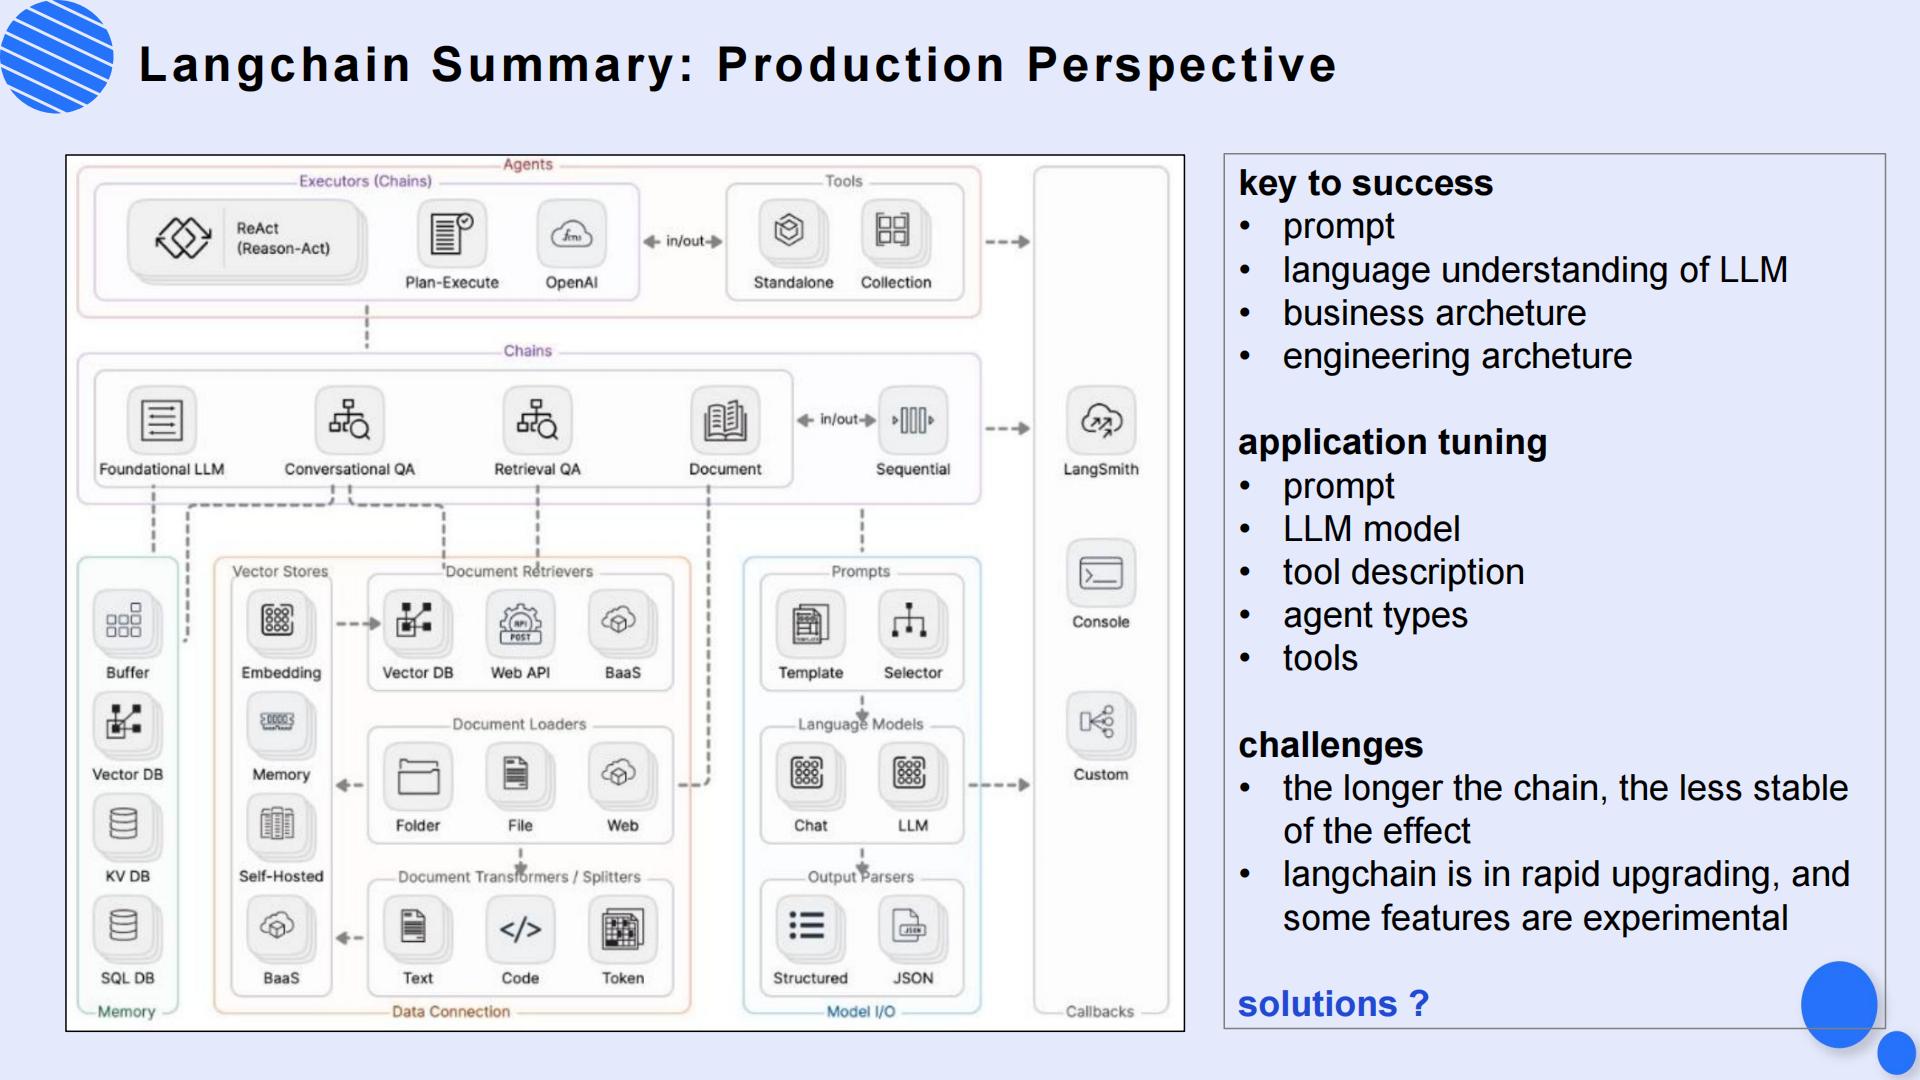 Langchain Summary: Production Perspective
Agents
Executors (Chains)
ReAct
(Reason-Act)
Plan-Execute
fcns
OpenAI
in/out
Tools
Standalone
Collection
Chains
Foundational LLM
Conversational QA
Retrieval QA
Document
in/out
Sequential
Buffer
Vector DB
KV DB
SQL DB
Memory
Vector Stores
Embedding
Memory
Self-Hosted
BaaS
Document Retrievers
Vector DB
API
POST
Web API
BaaS
Document Loaders
Folder
File
Web
Document Transformers / Splitters
Text
</>
Code
Token
Data Connection
Prompts
TEMPLATE
Template
Selector
Language Models
Chat
LLM
Output Parsers
Structured
JSON
JSON
Model I/O
LangSmith
Console
Custom
Callbacks
key to success
• prompt
• language understanding of LLM
• business archeture
• engineering archeture
application tuning
• prompt
• LLM model
• tool description
• agent types
• tools
challenges
• the longer the chain, the less stable
of the effect
• langchain is in rapid upgrading, and
some features are experimental
solutions ?